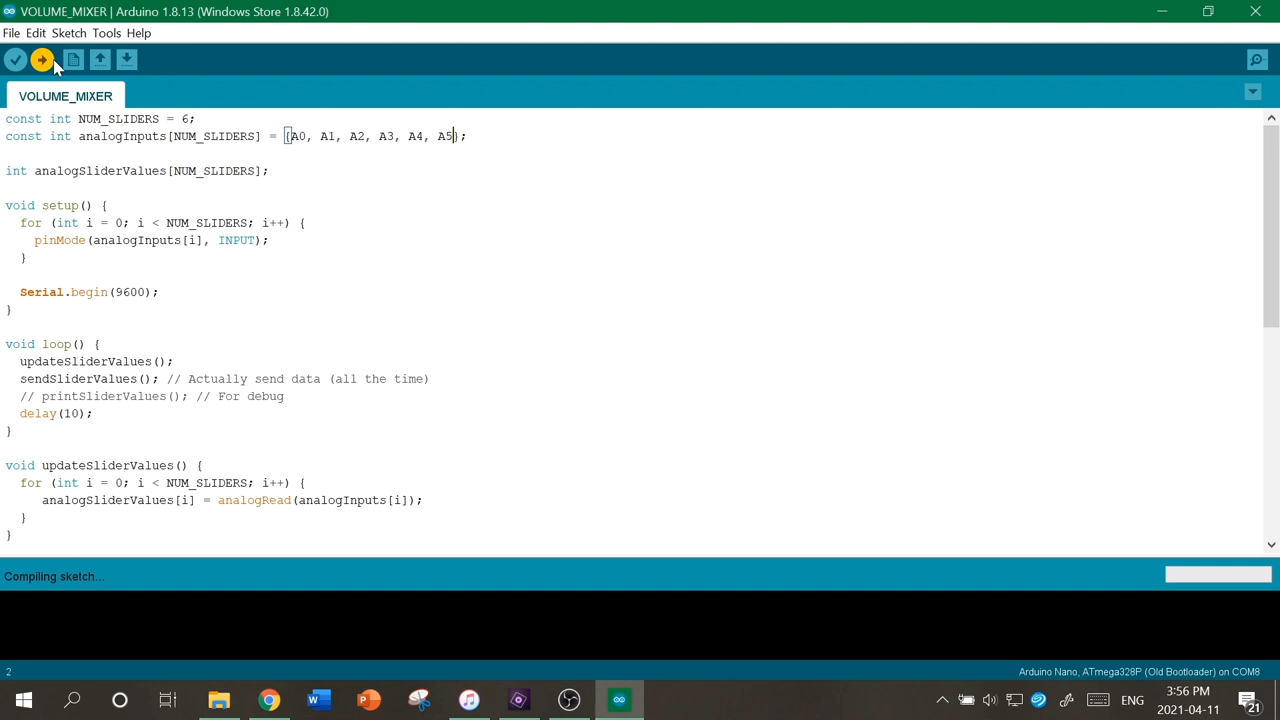 VOLUME_MIXER | Arduino 1.8.13 (Windows Store 1.8.42.0)
File Edit Sketch Tools Help
VOLUME_MIXER
const int NUM_SLIDERS = 6;
const int analogInputs[NUM_SLIDERS] = {A0, A1, A2, A3, A4, A5};
int analogSliderValues[NUM_SLIDERS];
void setup() {
for (int i = 0; i < NUM_SLIDERS; i++) {
pinMode(analogInputs[i], INPUT);
}
Serial.begin(9600);
}
void loop() {
updateSliderValues();
sendSliderValues(); // Actually send data (all the time)
// printSliderValues(); // For debug
delay(10);
}
void updateSliderValues() {
for (int i = 0; i < NUM_SLIDERS; i++) {
analogSliderValues[i] = analogRead(analogInputs[i]);
}
}
Compiling sketch...
2 Arduino Nano, ATmega328P (Old Bootloader) on COM8
ENG 3:56 PM
2021-04-11 21